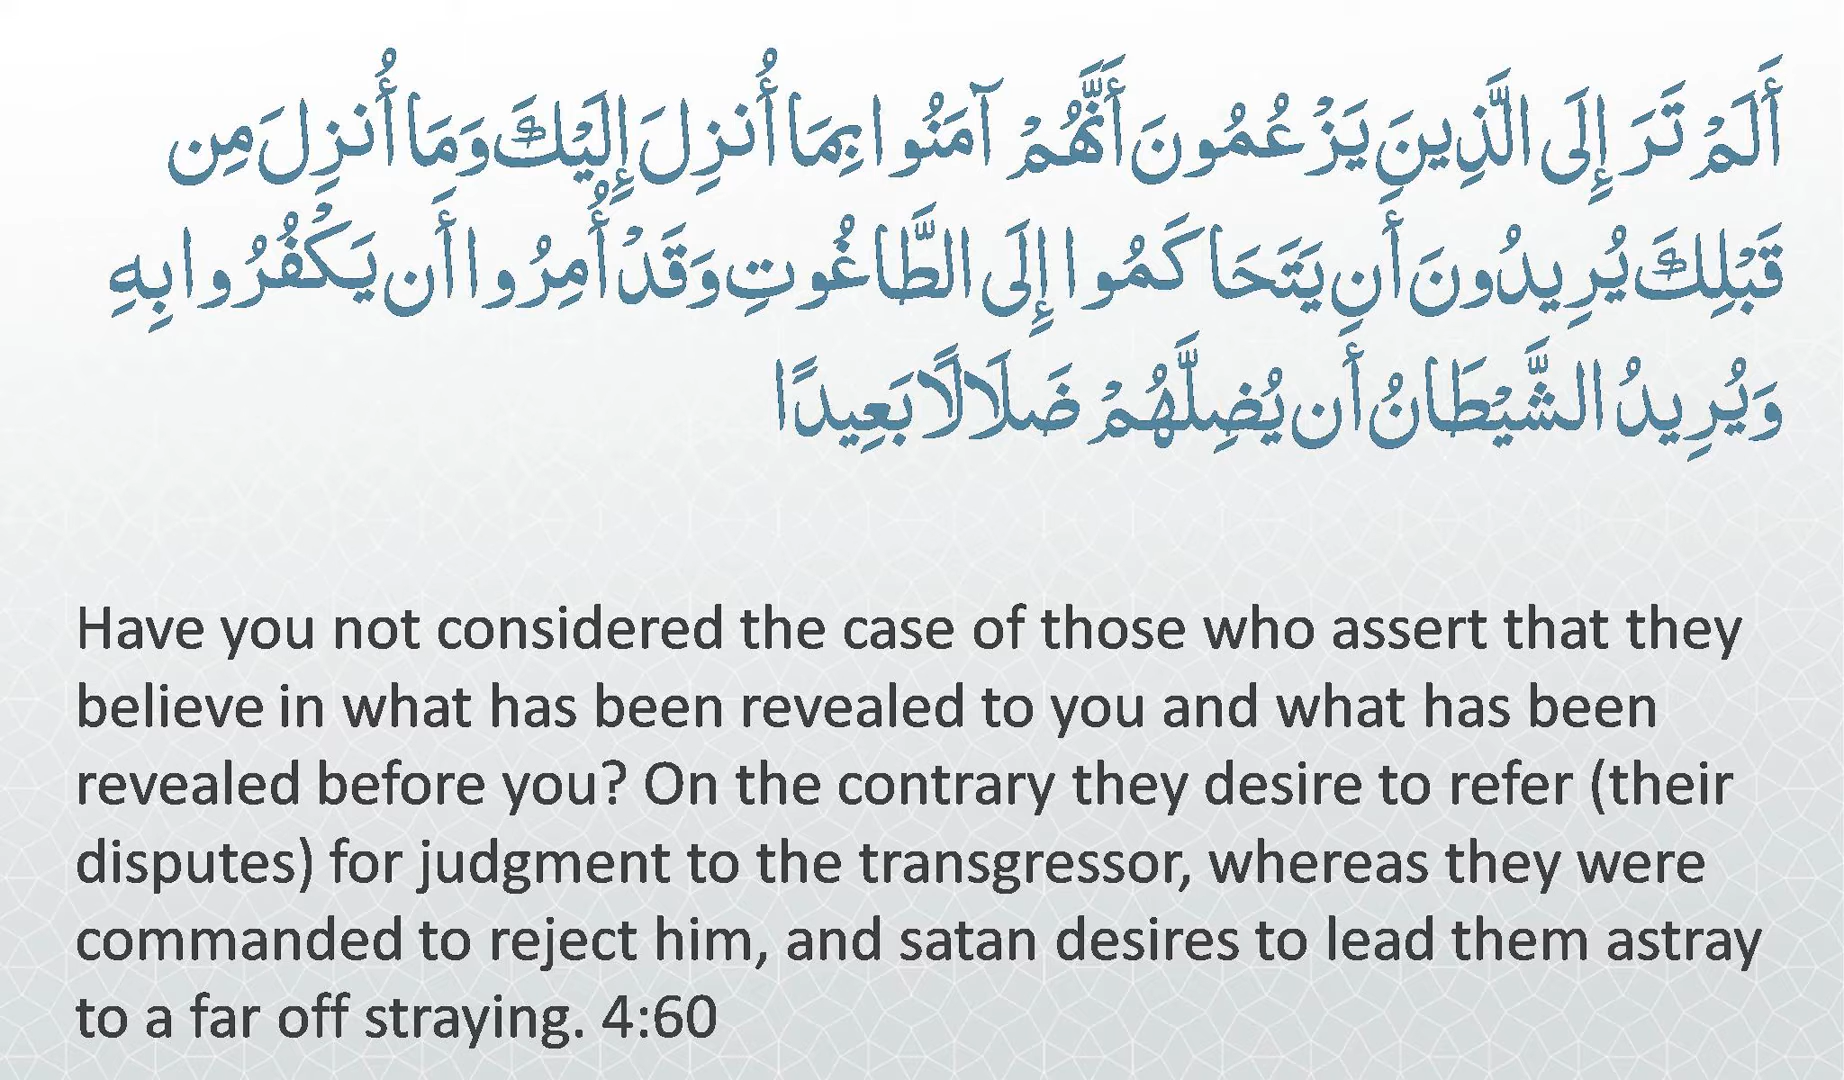 أَلَمْ تَرَ إِلَى الَّذِينَ يَزْعُمُونَ أَنَّهُمْ آمَنُوا بِمَا أُنزِلَ إِلَيْكَ وَمَا أُنزِلَ مِن
قَبْلِكَ يُرِيدُونَ أَن يَتَحَاكَمُوا إِلَى الطَّاغُوتِ وَقَدْ أُمِرُوا أَن يَكْفُرُوا بِهِ
وَيُرِيدُ الشَّيْطَانُ أَن يُضِلَّهُمْ ضَلَالًا بَعِيدًا
Have you not considered the case of those who assert that they
believe in what has been revealed to you and what has been
revealed before you? On the contrary they desire to refer (their
disputes) for judgment to the transgressor, whereas they were
commanded to reject him, and satan desires to lead them astray
to a far off straying. 4:60